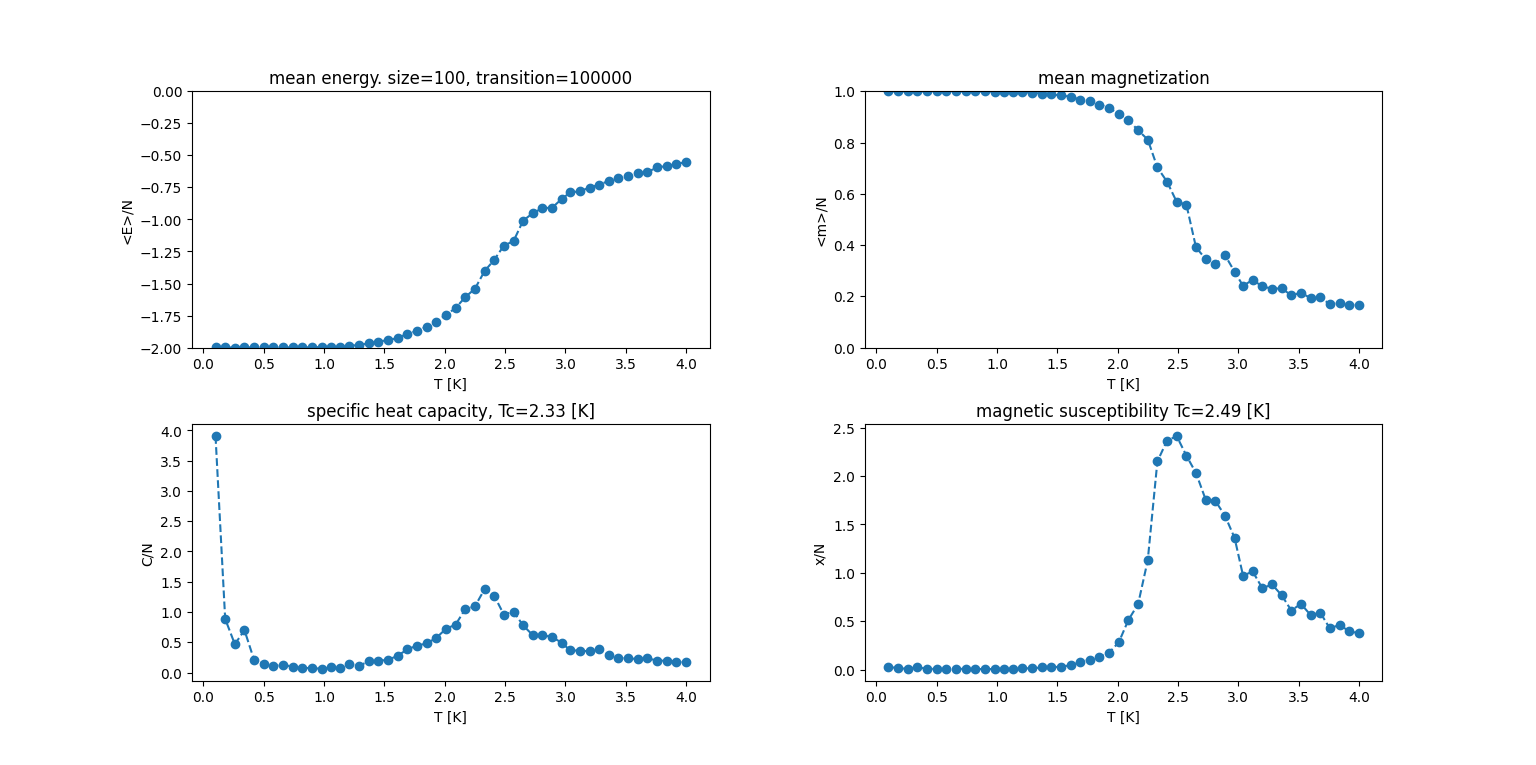 mean energy. size=100, transition=100000
0.00
−0.25
−0.50
−0.75
−1.00
−1.25
−1.50
−1.75
−2.00
<E>/N
0.0 0.5 1.0 1.5 2.0 2.5 3.0 3.5 4.0
T [K]
mean magnetization
1.0
0.8
0.6
0.4
0.2
0.0
<m>/N
0.0 0.5 1.0 1.5 2.0 2.5 3.0 3.5 4.0
T [K]
specific heat capacity, Tc=2.33 [K]
4.0
3.5
3.0
2.5
2.0
1.5
1.0
0.5
0.0
C/N
0.0 0.5 1.0 1.5 2.0 2.5 3.0 3.5 4.0
T [K]
magnetic susceptibility Tc=2.49 [K]
2.5
2.0
1.5
1.0
0.5
0.0
x/N
0.0 0.5 1.0 1.5 2.0 2.5 3.0 3.5 4.0
T [K]